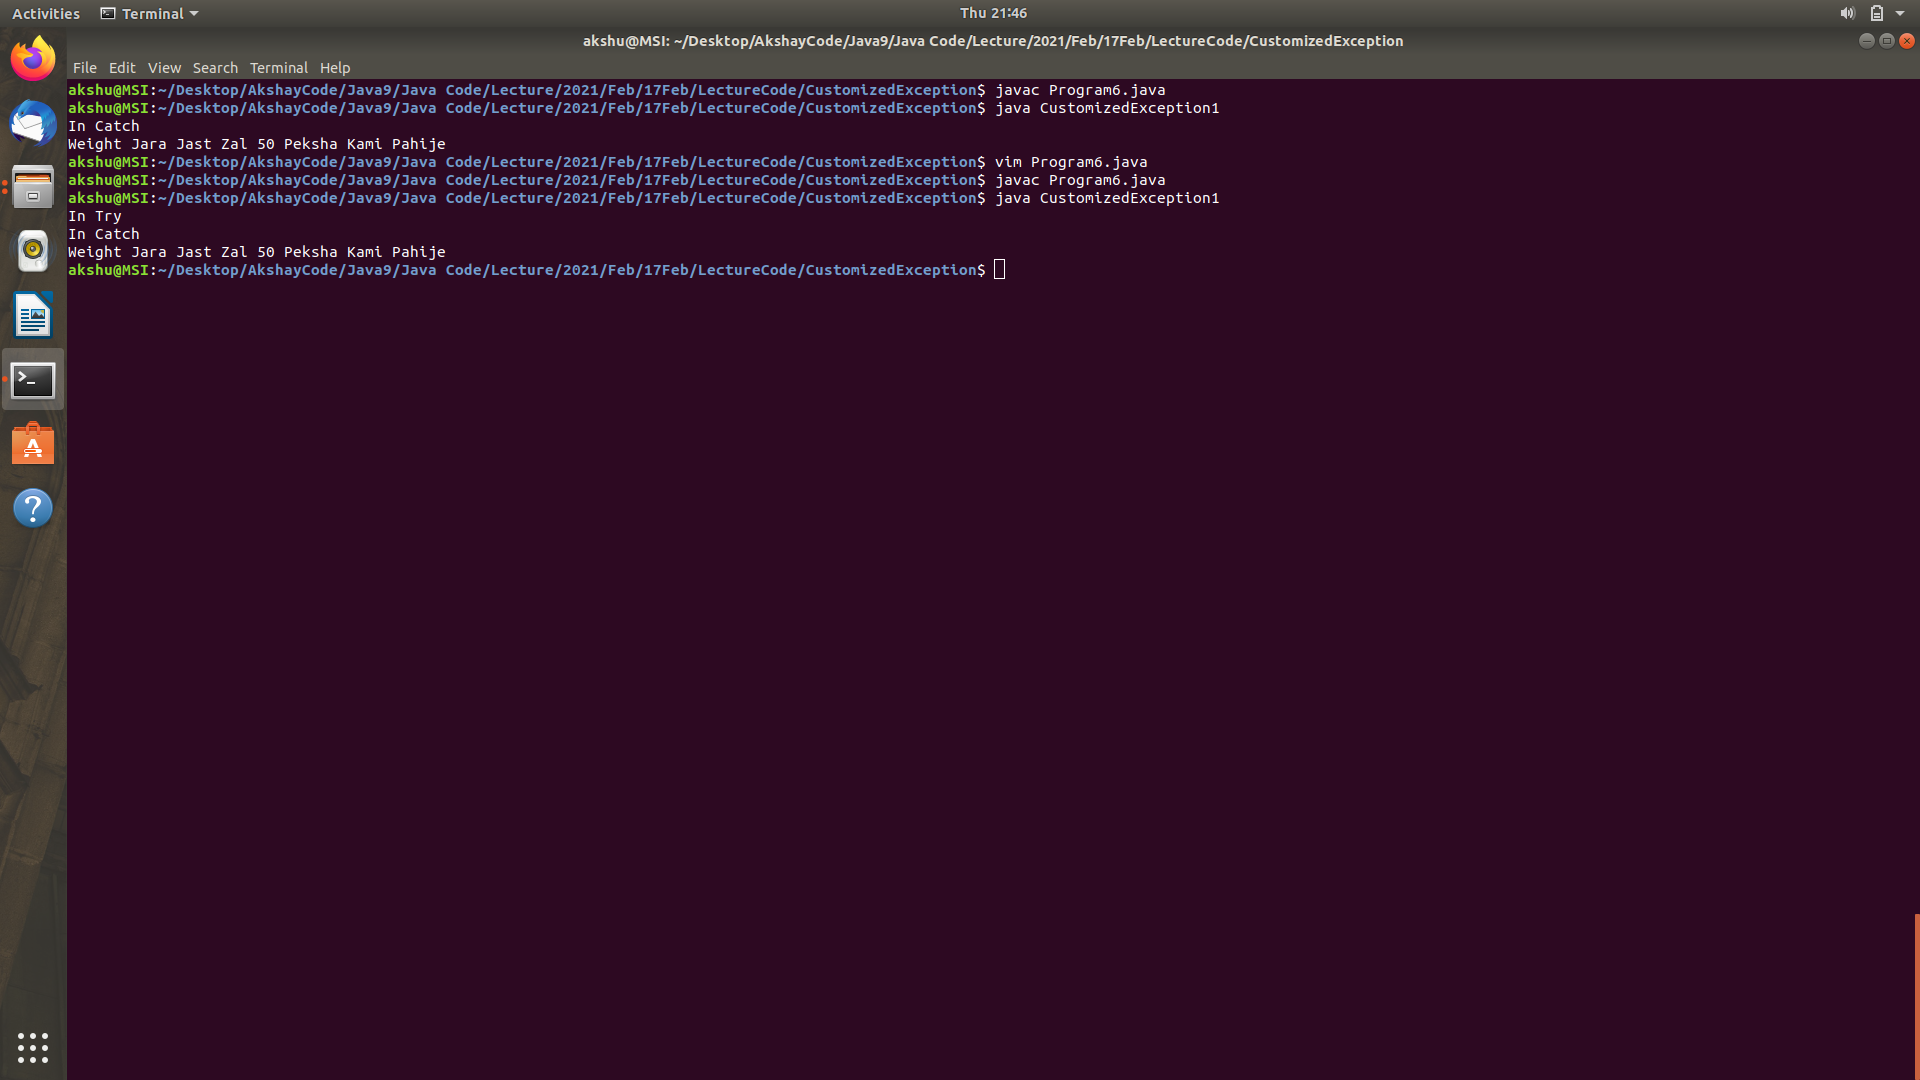 Activities Terminal Thu 21:46
akshu@MSI: ~/Desktop/AkshayCode/Java9/Java Code/Lecture/2021/Feb/17Feb/LectureCode/CustomizedException
File Edit View Search Terminal Help
akshu@MSI:~/Desktop/AkshayCode/Java9/Java Code/Lecture/2021/Feb/17Feb/LectureCode/CustomizedException$ javac Program6.java
akshu@MSI:~/Desktop/AkshayCode/Java9/Java Code/Lecture/2021/Feb/17Feb/LectureCode/CustomizedException$ java CustomizedException1
In Catch
Weight Jara Jast Zal 50 Peksha Kami Pahije
akshu@MSI:~/Desktop/AkshayCode/Java9/Java Code/Lecture/2021/Feb/17Feb/LectureCode/CustomizedException$ vim Program6.java
akshu@MSI:~/Desktop/AkshayCode/Java9/Java Code/Lecture/2021/Feb/17Feb/LectureCode/CustomizedException$ javac Program6.java
akshu@MSI:~/Desktop/AkshayCode/Java9/Java Code/Lecture/2021/Feb/17Feb/LectureCode/CustomizedException$ java CustomizedException1
In Try
In Catch
Weight Jara Jast Zal 50 Peksha Kami Pahije
akshu@MSI:~/Desktop/AkshayCode/Java9/Java Code/Lecture/2021/Feb/17Feb/LectureCode/CustomizedException$